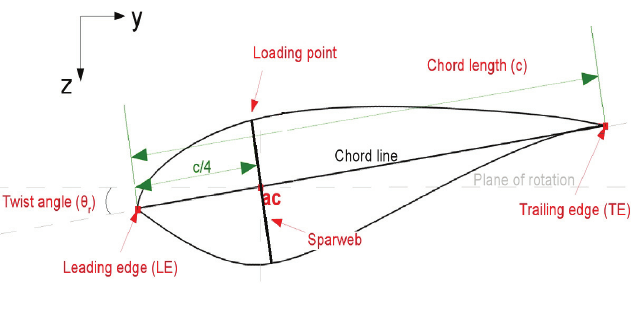 y
z
Loading point
Chord length (c)
c/4
Chord line
Plane of rotation
Twist angle (θr)
ac
Trailing edge (TE)
Sparweb
Leading edge (LE)